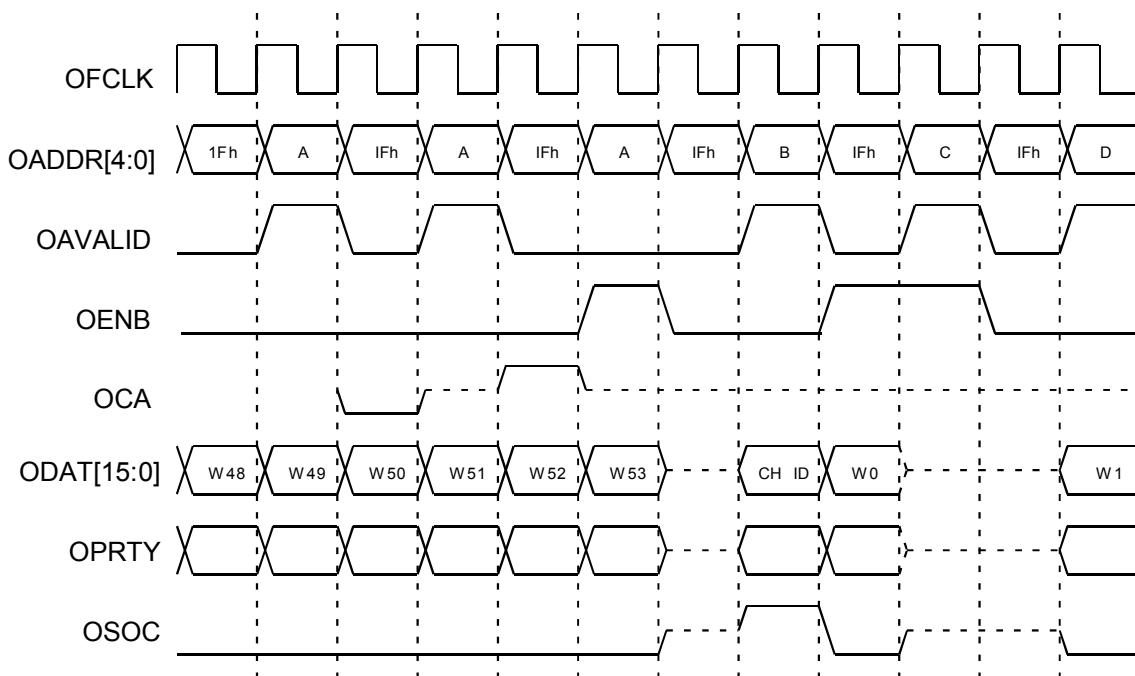 OFCLK
OADDR[4:0] 1Fh A IFh A IFh A IFh B IFh C IFh D
OAVALID
OENB
OCA
ODAT[15:0] W48 W49 W50 W51 W52 W53 CH ID W0 W1
OPRTY
OSOC